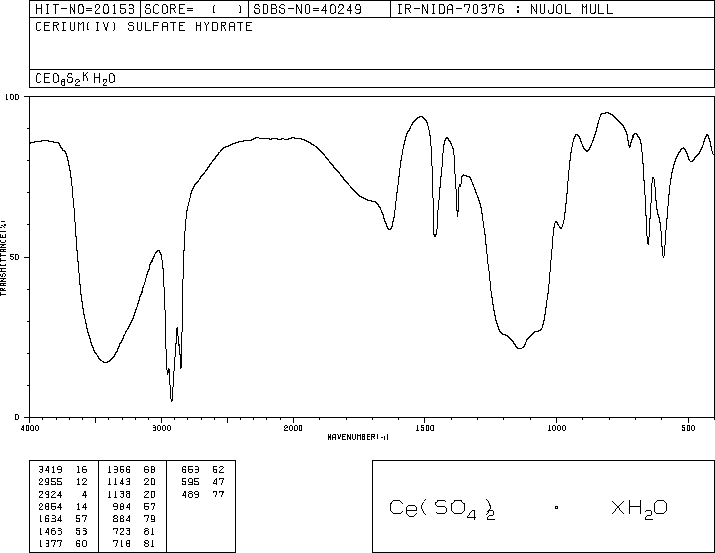 HIT-NO=20153 SCORE= ( ) SDBS-NO=40249 IR-NIDA-70376 : NUJOL MULL
CERIUM(IV) SULFATE HYDRATE
CEO8S2 K H2O
100
50
0
TRANSMITTANCE(%)
4000 3000 2000 1500 1000 500
WAVENUMBER(-1)
3419 16 1366 68 653 52
2955 12 1143 20 595 47
2924 4 1138 20 489 77
2854 14 984 57
1634 57 884 79
1463 53 723 81
1377 60 718 81
Ce(SO4)2 · XH2O